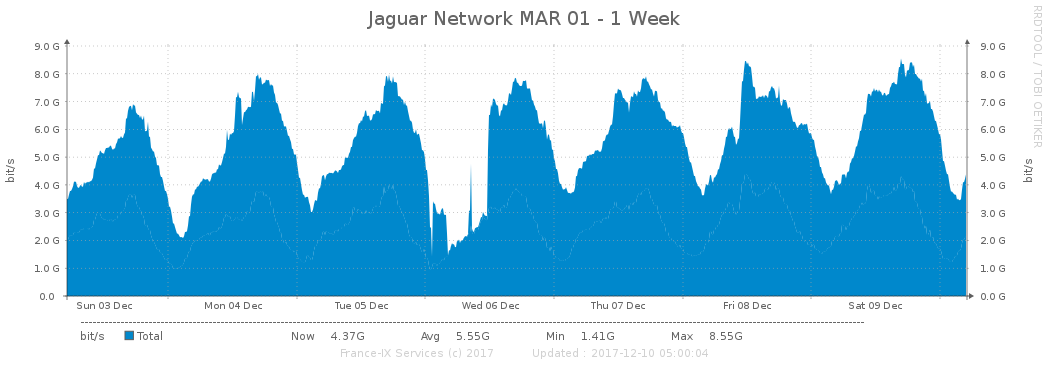 Jaguar Network MAR 01 - 1 Week
RRDTOOL / TOBI OETIKER
bit/s
9.0 G 9.0 G
8.0 G 8.0 G
7.0 G 7.0 G
6.0 G 6.0 G
5.0 G 5.0 G
4.0 G 4.0 G
3.0 G 3.0 G
2.0 G 2.0 G
1.0 G 1.0 G
0.0 0.0 G
bit/s
Sun 03 Dec Mon 04 Dec Tue 05 Dec Wed 06 Dec Thu 07 Dec Fri 08 Dec Sat 09 Dec
bit/s Total Now 4.37G Avg 5.55G Min 1.41G Max 8.55G
France-IX Services (c) 2017 Updated : 2017-12-10 05:00:04